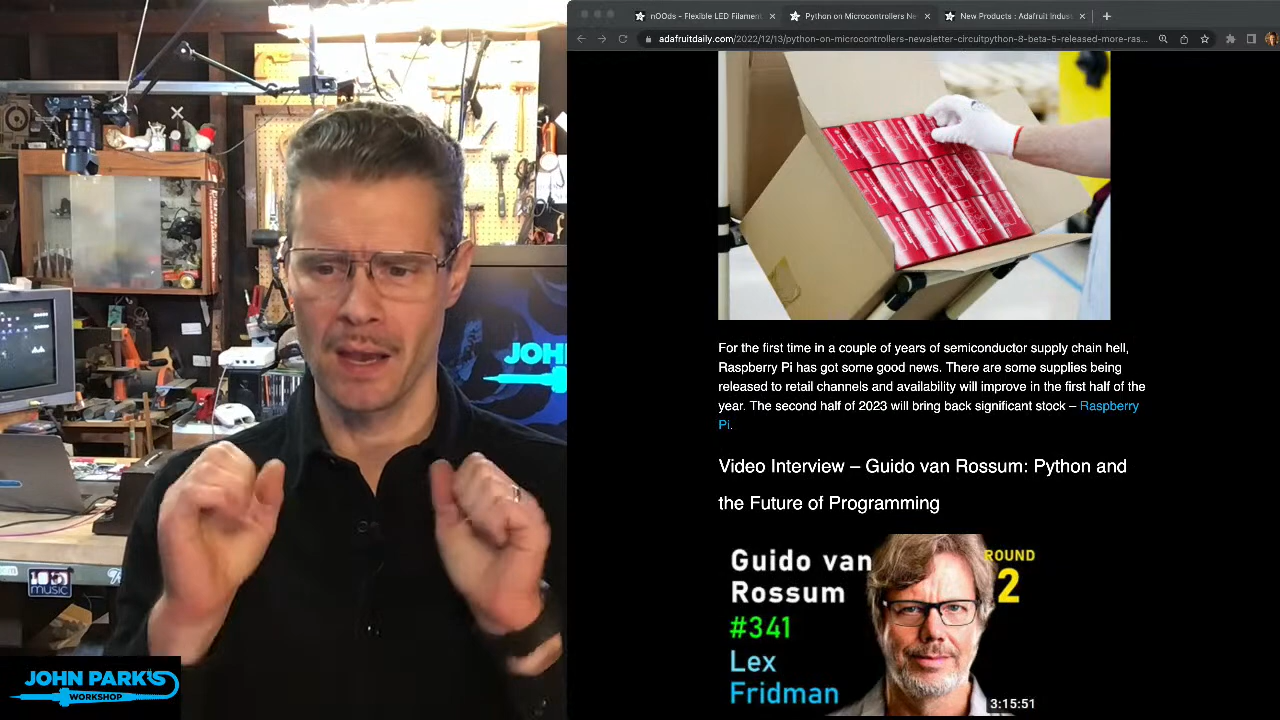 nOOds - Flexible LED Filament
Python on Microcontrollers Ne
New Products : Adafruit Indus
adafruitdaily.com/2022/12/13/python-on-microcontrollers-newsletter-circuitpython-8-beta-5-released-more-ras...
For the first time in a couple of years of semiconductor supply chain hell,
Raspberry Pi has got some good news. There are some supplies being
released to retail channels and availability will improve in the first half of the
year. The second half of 2023 will bring back significant stock – Raspberry
Pi.
Video Interview – Guido van Rossum: Python and
the Future of Programming
Guido van
Rossum
#341
Lex
Fridman
ROUND
2
3:15:51
JOHN
music
JOHN PARK'S
WORKSHOP